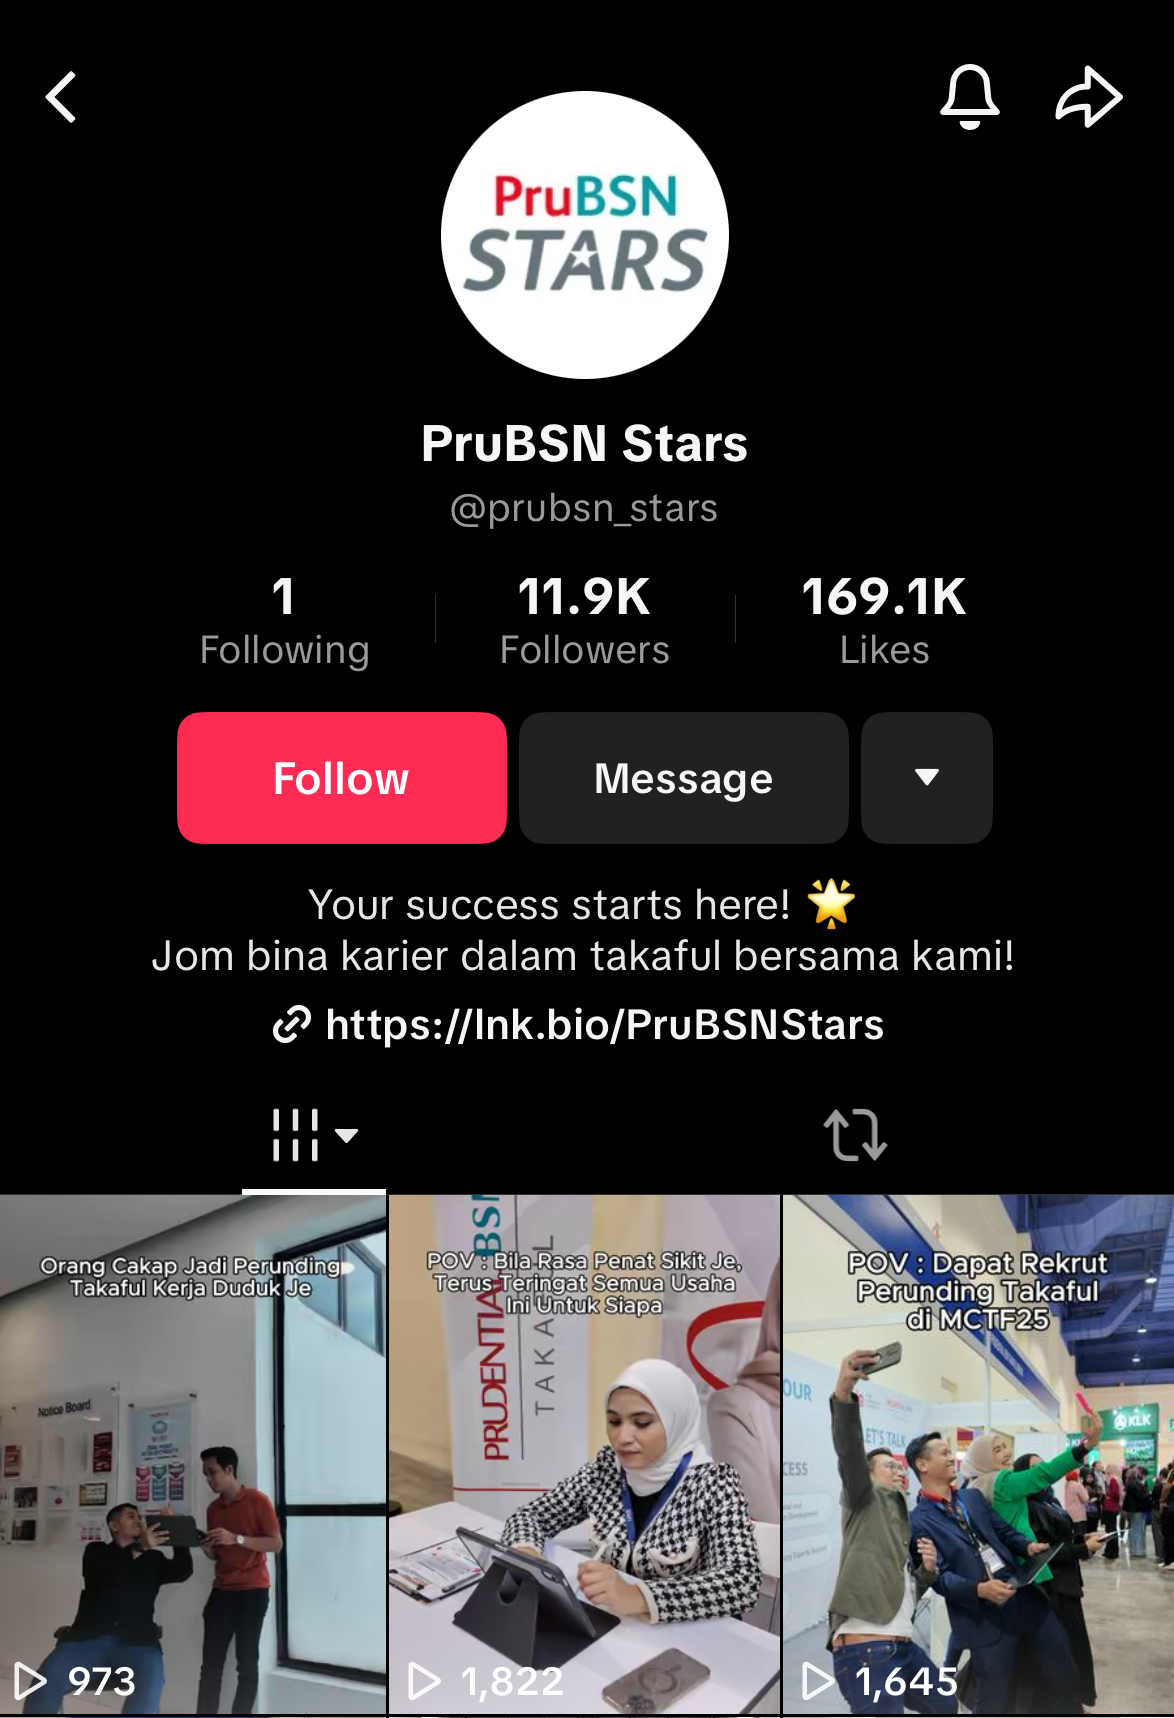 PruBSN
STARS
PruBSN Stars
@prubsn_stars
1
Following
11.9K
Followers
169.1K
Likes
Follow
Message
Your success starts here! 🌟
Jom bina karier dalam takaful bersama kami!
https://lnk.bio/PruBSNStars
Orang Cakap Jadi Perunding
Takaful Kerja Duduk Je
Notice Board
973
POV : Bila Rasa Penat Sikit Je,
Terus Teringat Semua Usaha
Ini Untuk Siapa
PRUDENTIAL BSN
1,822
POV : Dapat Rekrut
Perunding Takaful
di MCTF25
OUR
LET'S TALK
KLK
1,645